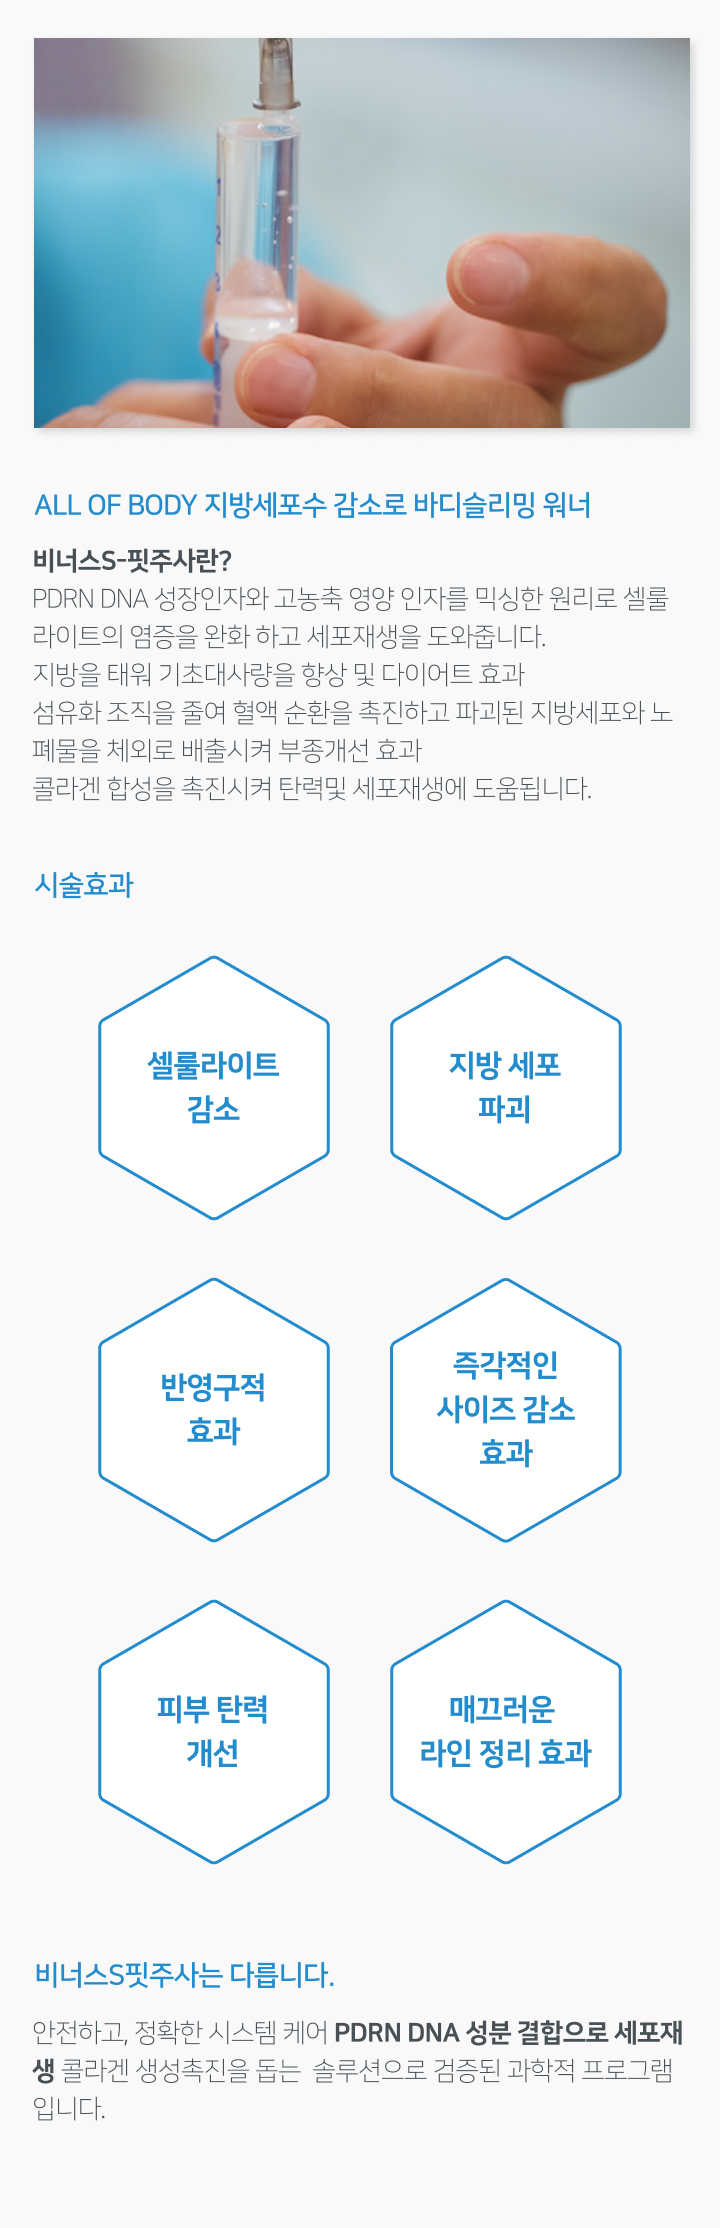 ALL OF BODY 지방세포수 감소로 바디슬리밍 워너
비너스S-핏주사란?
PDRN DNA 성장인자와 고농축 영양 인자를 믹싱한 원리로 셀룰
라이트의 염증을 완화 하고 세포재생을 도와줍니다.
지방을 태워 기초대사량을 향상 및 다이어트 효과
섬유화 조직을 줄여 혈액 순환을 촉진하고 파괴된 지방세포와 노
폐물을 체외로 배출시켜 부종개선 효과
콜라겐 합성을 촉진시켜 탄력및 세포재생에 도움됩니다.
시술효과
셀룰라이트
감소
지방 세포
파괴
반영구적
효과
즉각적인
사이즈 감소
효과
피부 탄력
개선
매끄러운
라인 정리 효과
비너스S핏주사는 다릅니다.
안전하고, 정확한 시스템 케어 PDRN DNA 성분 결합으로 세포재
생 콜라겐 생성촉진을 돕는 솔루션으로 검증된 과학적 프로그램
입니다.